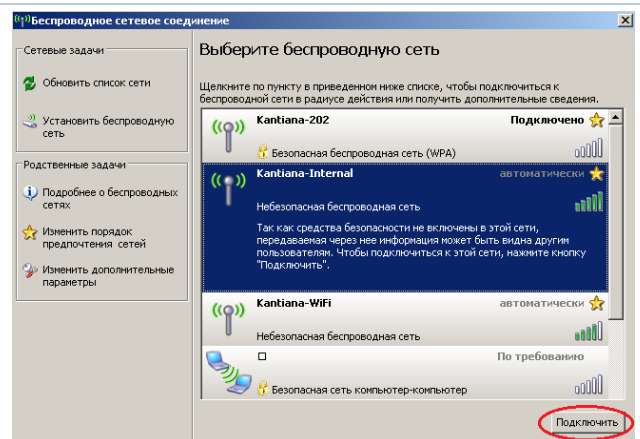 Беспроводное сетевое соединение
Сетевые задачи
Обновить список сети
Установить беспроводную
сеть
Родственные задачи
Подробнее о беспроводных
сетях
Изменить порядок
предпочтения сетей
Изменить дополнительные
параметры
Выберите беспроводную сеть
Щелкните по пункту в приведенном ниже списке, чтобы подключиться к
беспроводной сети в радиусе действия или получить дополнительные сведения.
Kantiana-202 Подключено
Безопасная беспроводная сеть (WPA)
Kantiana-Internal автоматически
Небезопасная беспроводная сеть
Так как средства безопасности не включены в этой сети,
передаваемая через нее информация может быть видна другим
пользователям. Чтобы подключиться к этой сети, нажмите кнопку
"Подключить".
Kantiana-WiFi автоматически
Небезопасная беспроводная сеть
По требованию
Безопасная сеть компьютер-компьютер
Подключить